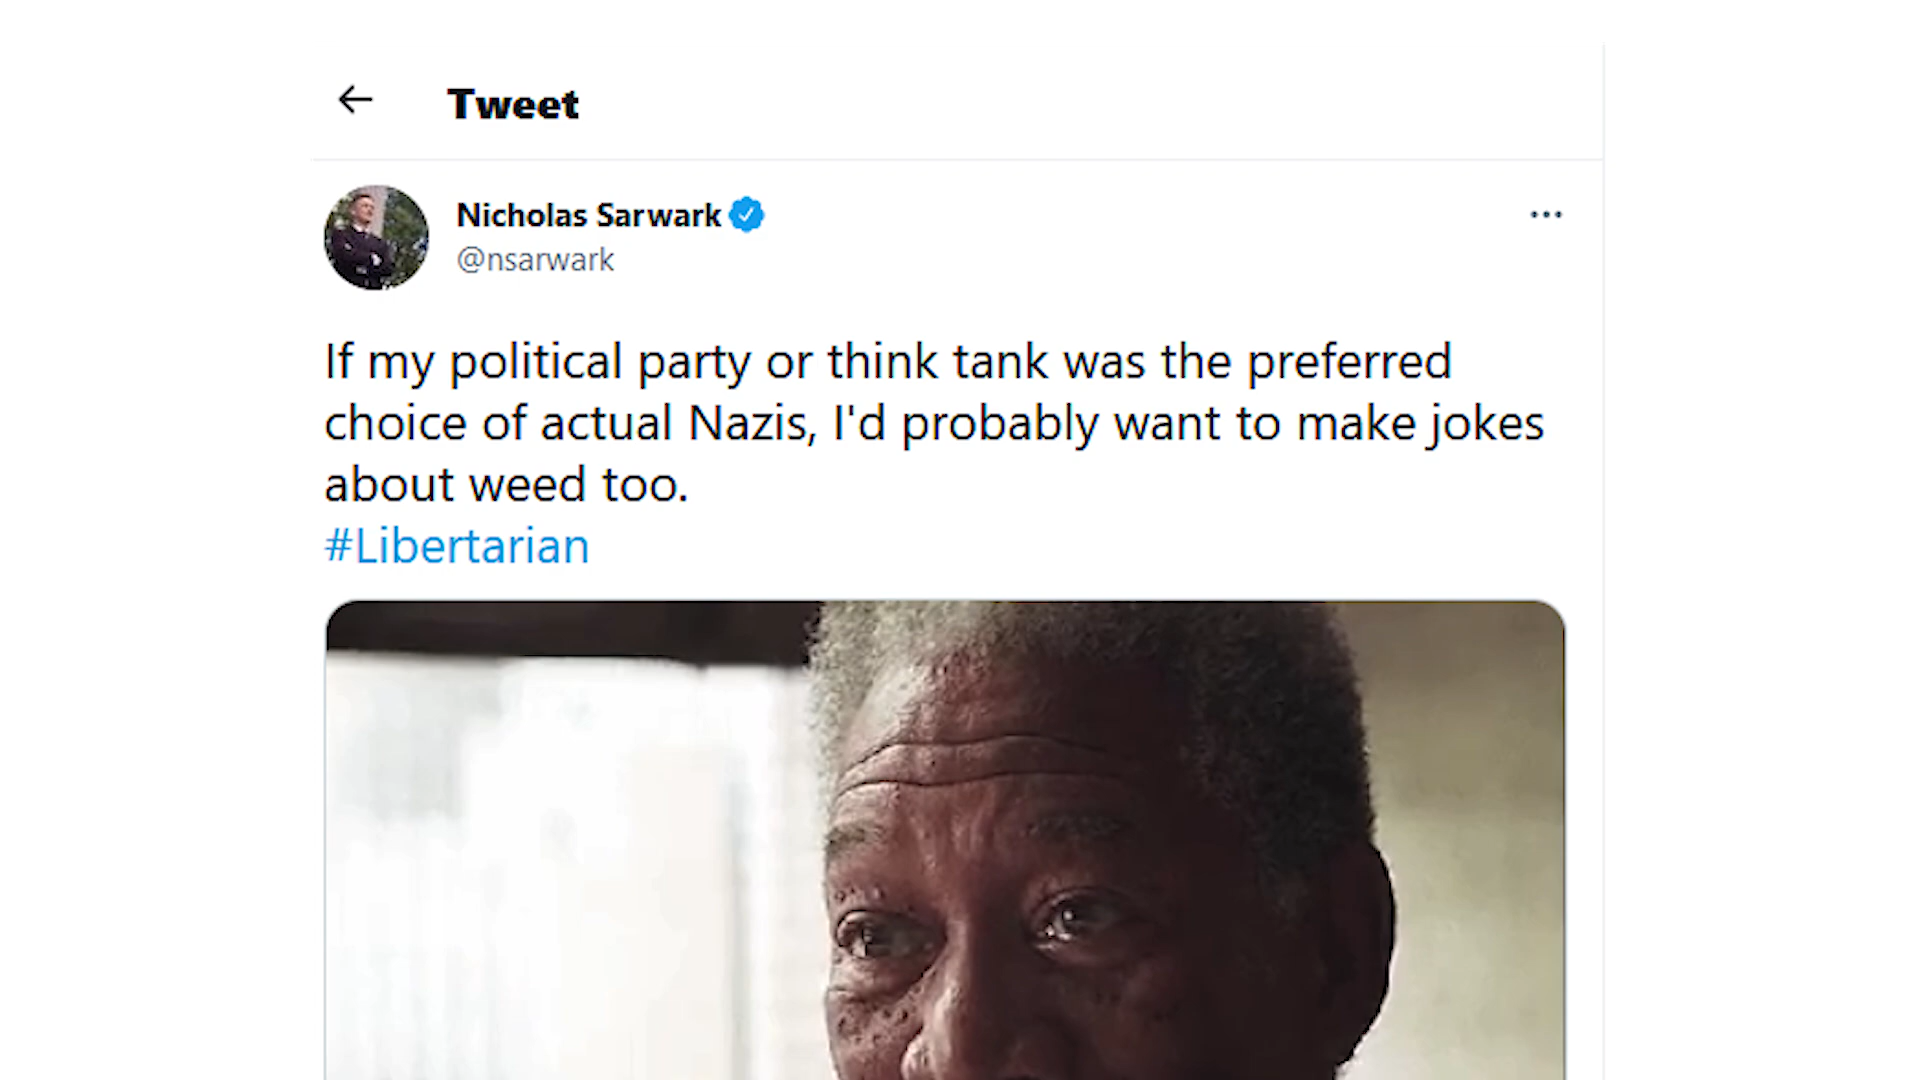 Tweet
Nicholas Sarwark
@nsarwark
If my political party or think tank was the preferred
choice of actual Nazis, I'd probably want to make jokes
about weed too.
#Libertarian